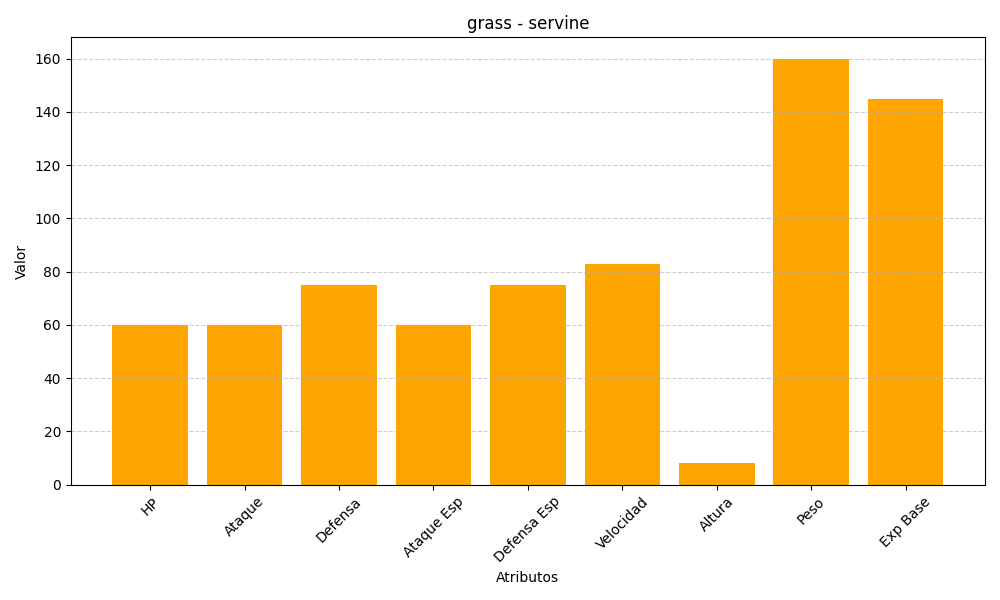 grass - servine
Valor
160
140
120
100
80
60
40
20
0
HP
Ataque
Defensa
Ataque Esp
Defensa Esp
Velocidad
Altura
Peso
Exp Base
Atributos